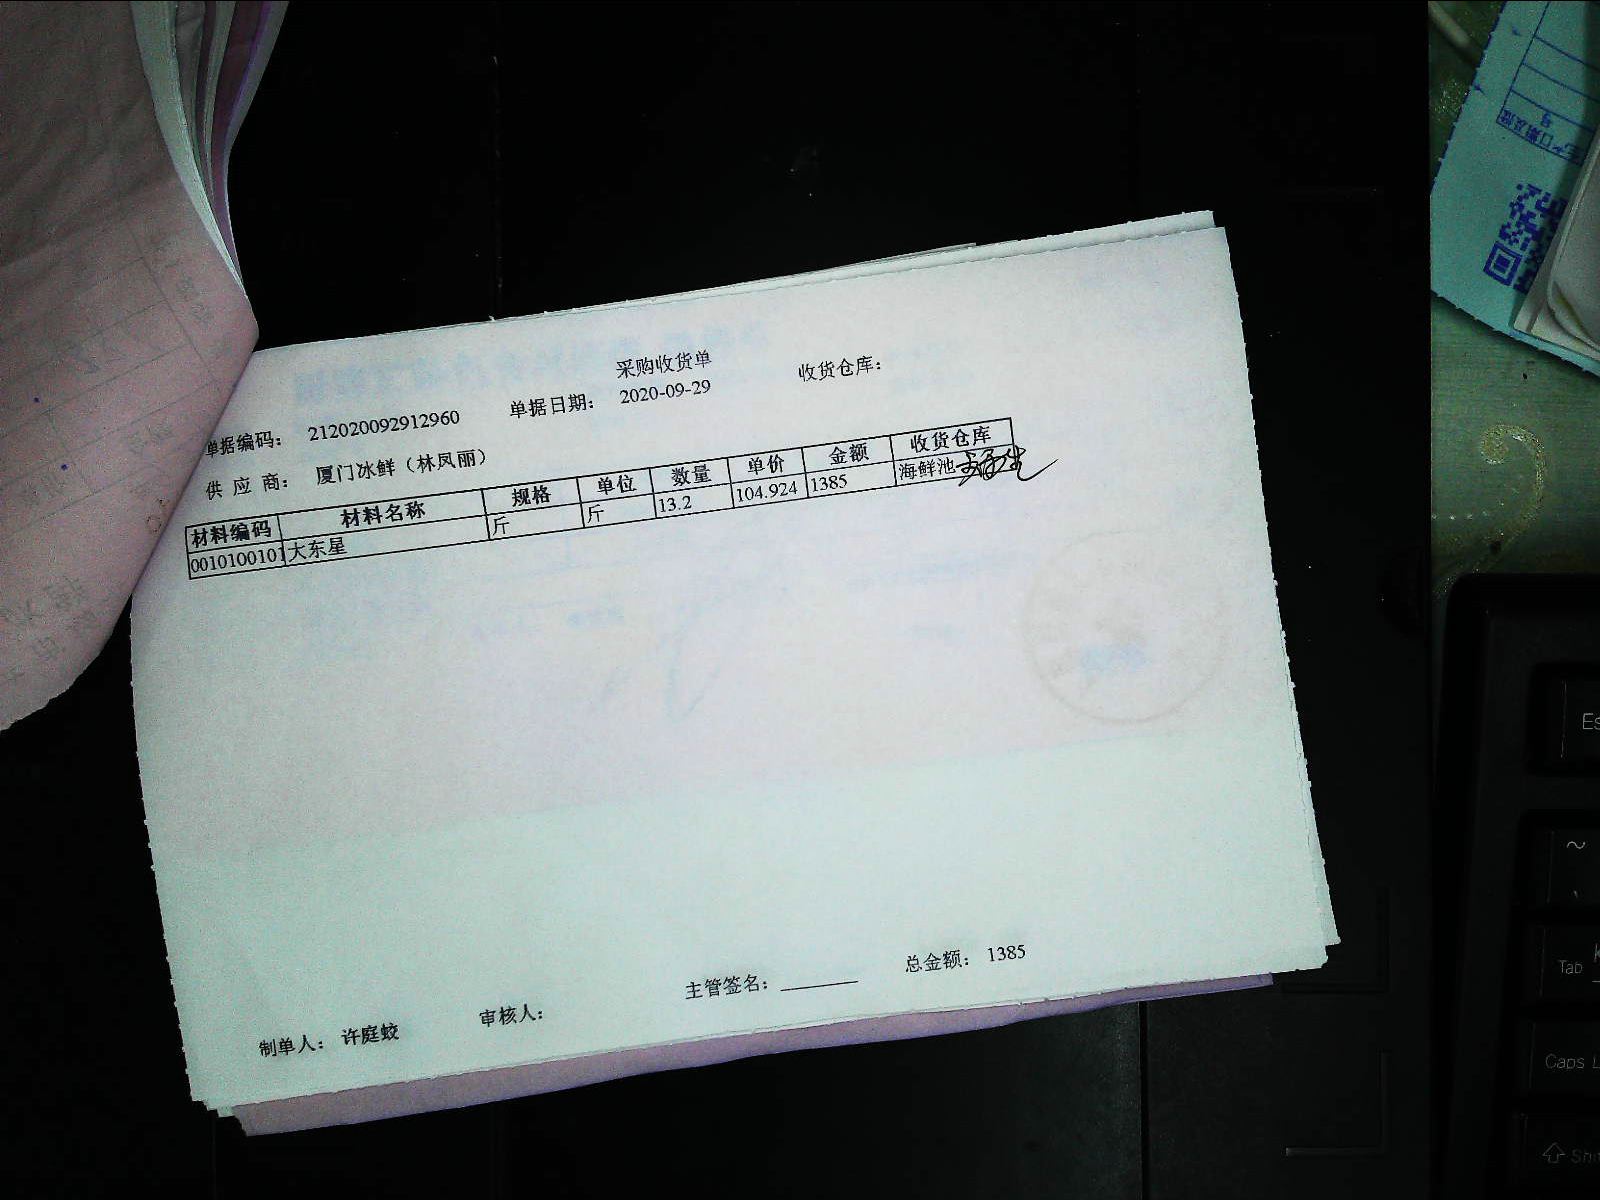 采购收货单
单据编码： 212020092912960 单据日期： 2020-09-29 收货仓库：
供 应 商： 厦门冰鲜（林凤丽）
材料编码 材料名称 规格 单位 数量 单价 金额 收货仓库
0010100101 大东星 斤 斤 13.2 104.924 1385 海鲜池
制单人： 许庭蛟 审核人： 主管签名： 总金额： 1385
Tab
Caps L